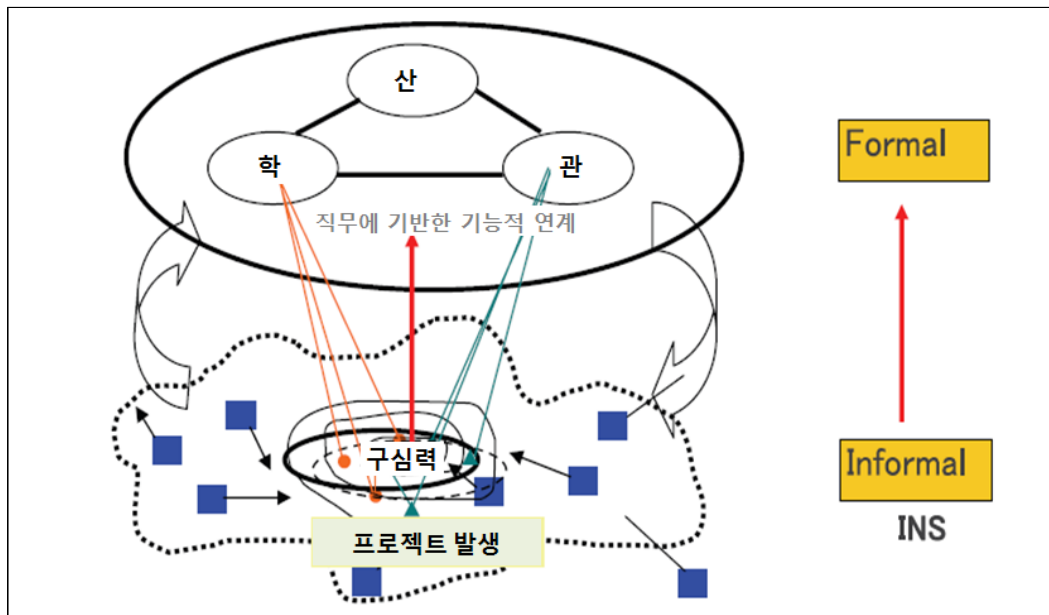 산
학
관
직무에 기반한 기능적 연계
구심력
프로젝트 발생
Formal
Informal
INS